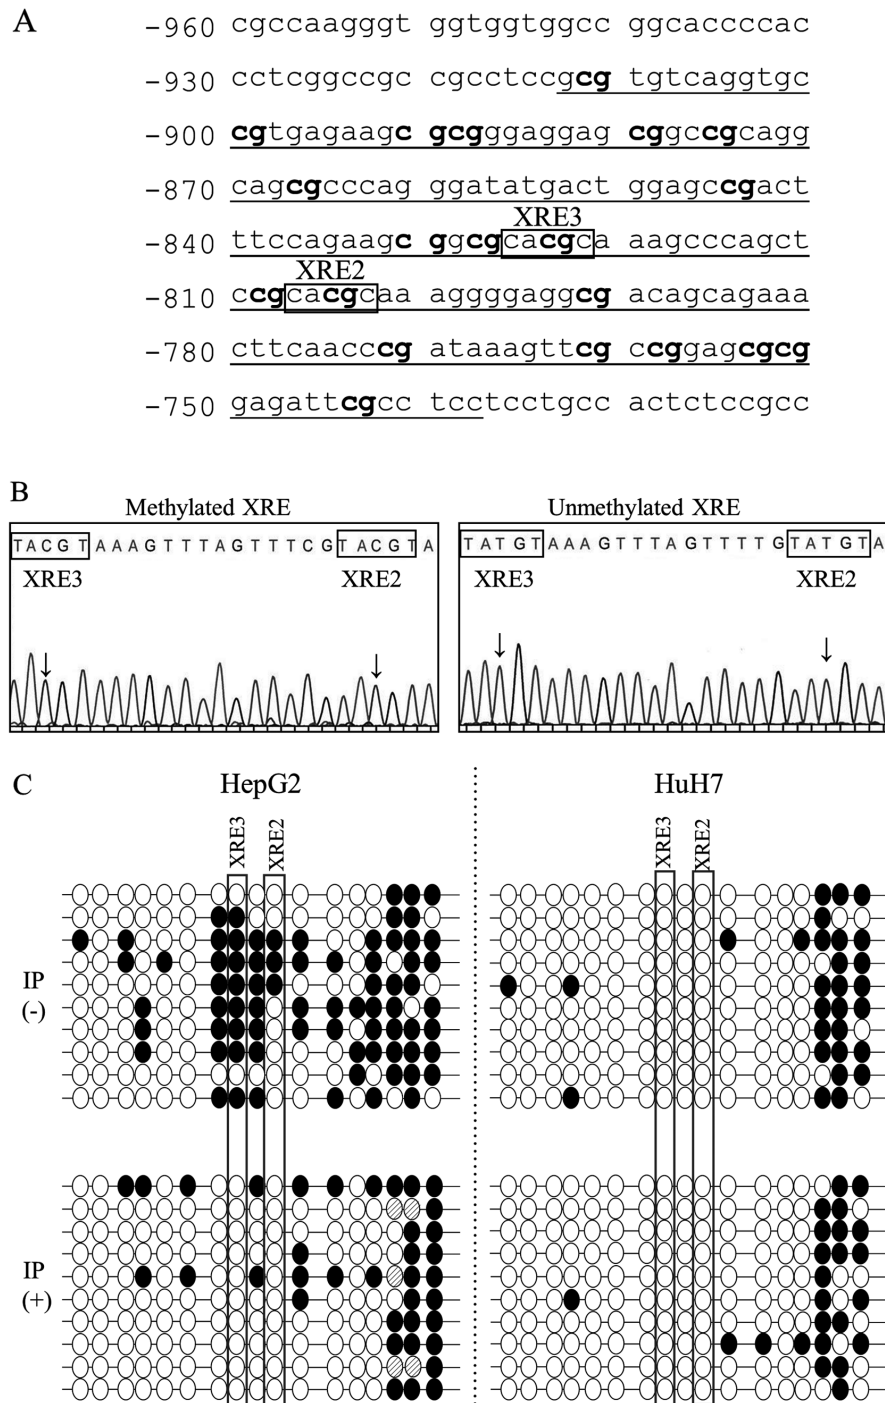 A
-960 cgccaagggt ggtggtggcc ggcaccccac
-930 cctcggccgc cgcctccgcg tgtcaggtgc
-900 cgtgagaagc gcgggaggag cggccgcagg
-870 cagcgcccag ggatatgact ggagccgact
XRE3
-840 ttccagaagc gggcgcacgca aagcccagct
XRE2
-810 ccgcacgcaa aggggaggcg acagcagaaa
-780 cttcaacccg ataaagttcg ccggagcgcg
-750 gagattcgcc tcctcctgcc actctccgcc
B
Methylated XRE Unmethylated XRE
TACGTAAAGTTTAGTTTCGTACGTA TATGTAAAGTTTAGTTTTGTATGTA
XRE3 XRE2 XRE3 XRE2
C HepG2 HuH7
XRE3 XRE2 XRE3 XRE2
IP
(-)
IP
(+)